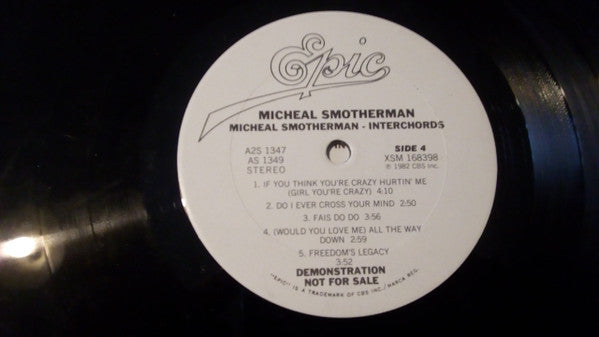 Epic
MICHEAL SMOTHERMAN
MICHEAL SMOTHERMAN - INTERCHORDS
A2S 1347
AS 1349
STEREO
SIDE 4
XSM 168398
℗ 1982 CBS Inc.
1. IF YOU THINK YOU'RE CRAZY HURTIN' ME
(GIRL YOU'RE CRAZY) 4:10
2. DO I EVER CROSS YOUR MIND 2:50
3. FAIS DO DO 3:56
4. (WOULD YOU LOVE ME) ALL THE WAY
DOWN 2:59
5. FREEDOM'S LEGACY
3:52
DEMONSTRATION
NOT FOR SALE
"EPIC" IS A TRADEMARK OF CBS INC./MARCA REG.